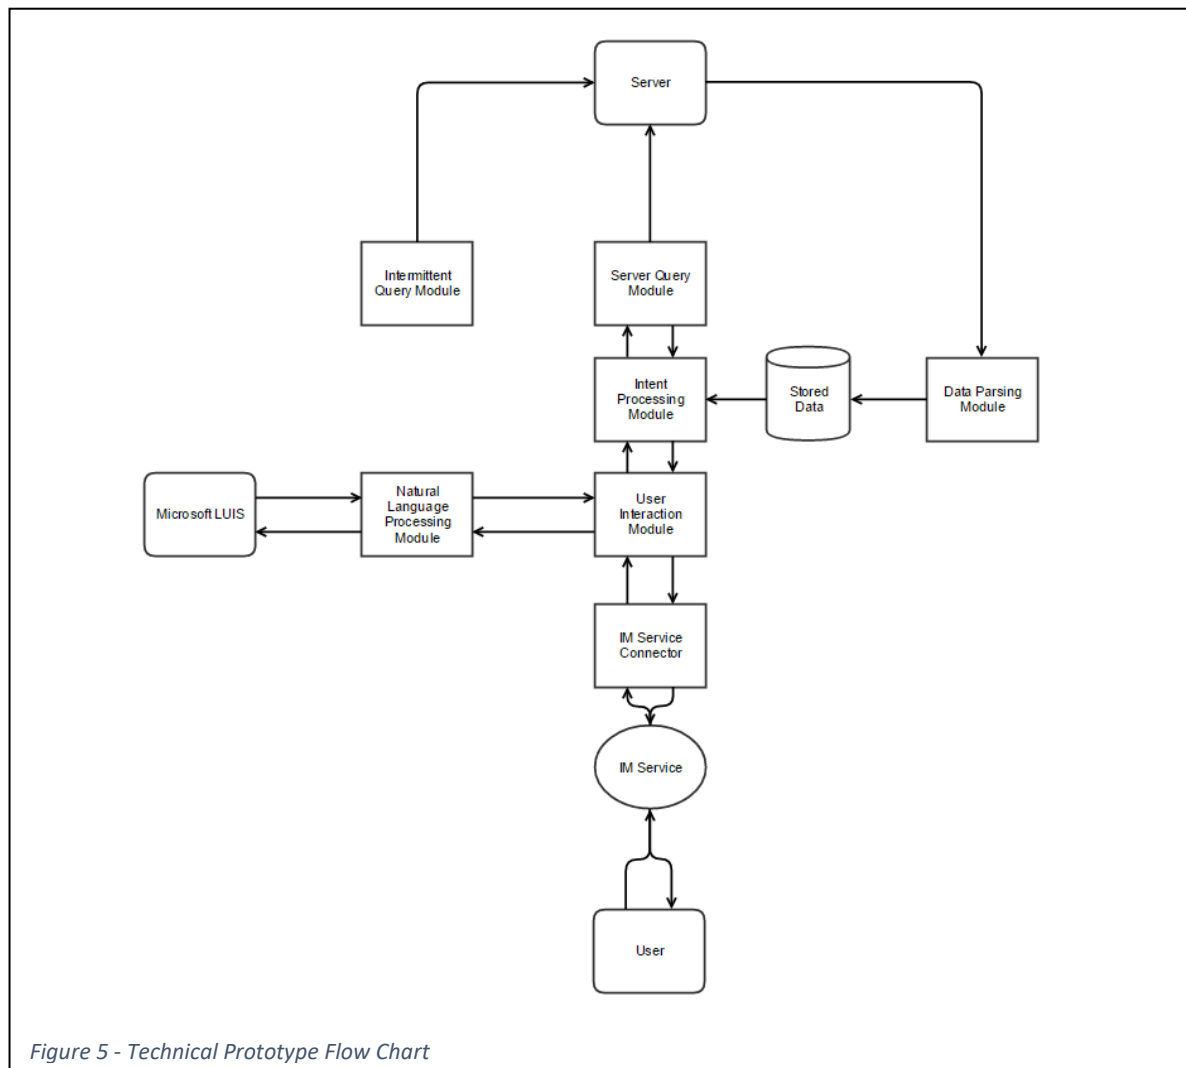 Server
Intermittent
Query Module
Server Query
Module
Intent
Processing
Module
Stored
Data
Data Parsing
Module
Microsoft LUIS
Natural
Language
Processing
Module
User
Interaction
Module
IM Service
Connector
IM Service
User
Figure 5 - Technical Prototype Flow Chart